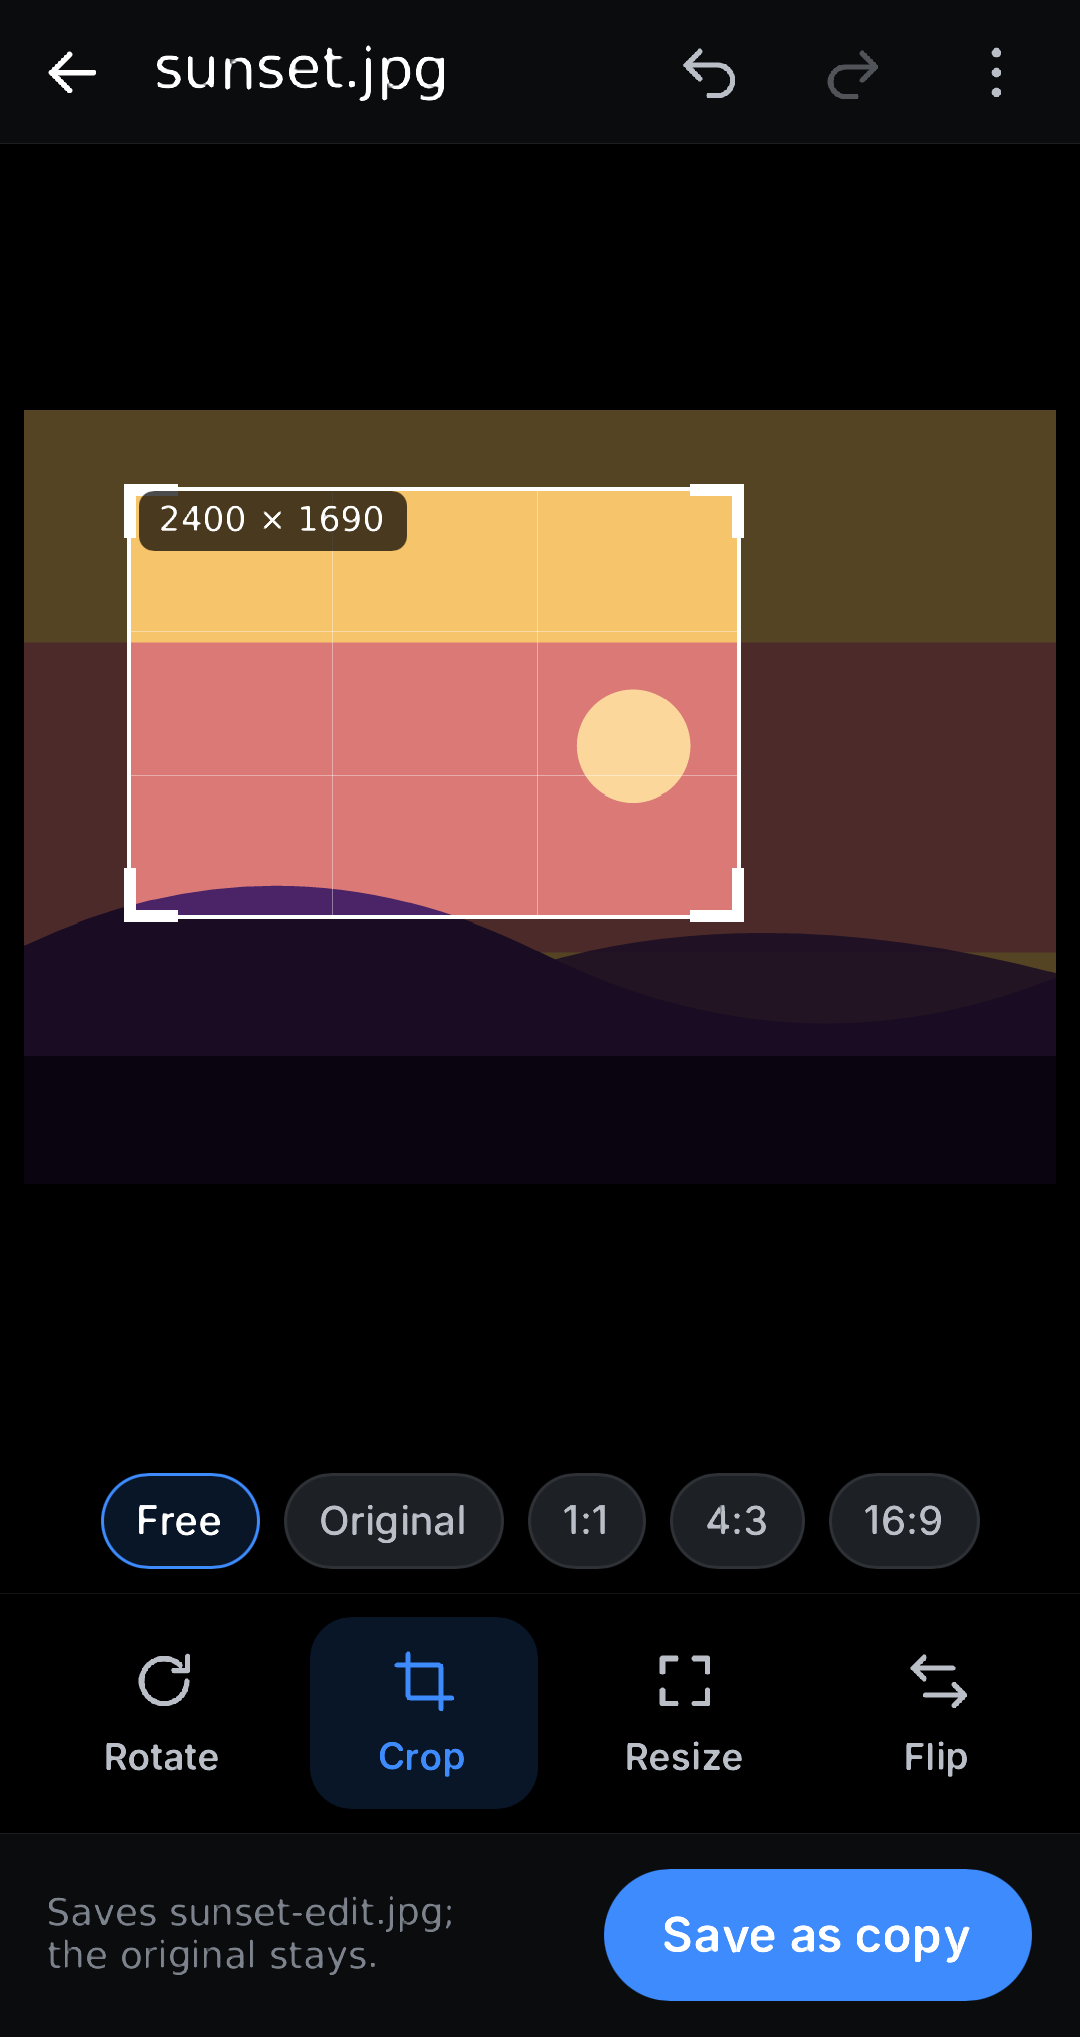 sunset.jpg
2400 × 1690
Free
Original
1:1
4:3
16:9
Rotate
Crop
Resize
Flip
Saves sunset-edit.jpg;
the original stays.
Save as copy